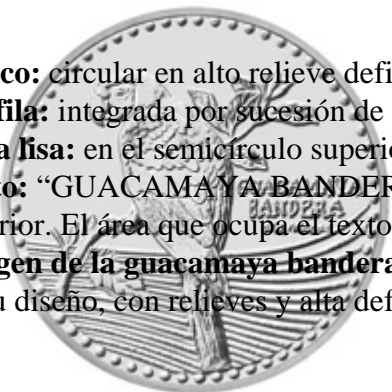 co: circular en alto relieve defi
fila: integrada por sucesión de
a lisa: en el semicírculo superio
to: “GUACAMAYA BANDER
BANDERA
rior. El área que ocupa el texto
gen de la guacamaya bandera
u diseño, con relieves y alta def